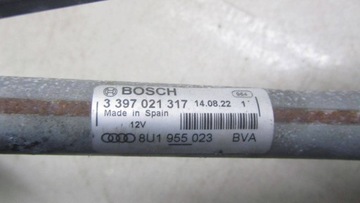 BOSCH
3 397 021 317 14.08.22 1
Made in Spain
12V
8U1 955 023 BVA